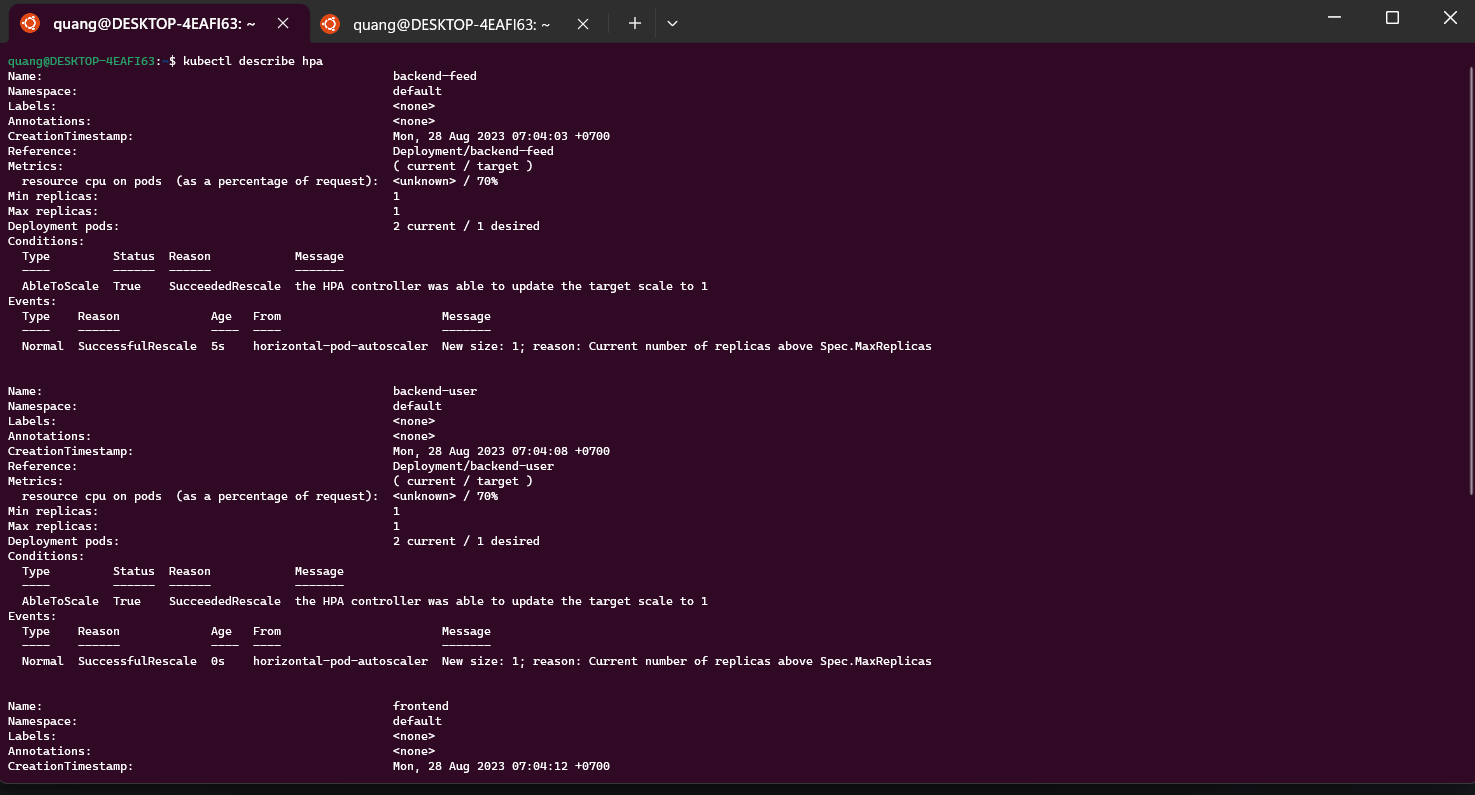 quang@DESKTOP-4EAFI63: ~
quang@DESKTOP-4EAFI63: ~
quang@DESKTOP-4EAFI63:~$ kubectl describe hpa
Name: backend-feed
Namespace: default
Labels: <none>
Annotations: <none>
CreationTimestamp: Mon, 28 Aug 2023 07:04:03 +0700
Reference: Deployment/backend-feed
Metrics: ( current / target )
resource cpu on pods (as a percentage of request): <unknown> / 70%
Min replicas: 1
Max replicas: 1
Deployment pods: 2 current / 1 desired
Conditions:
Type Status Reason Message
---- ------ ------ -------
AbleToScale True SucceededRescale the HPA controller was able to update the target scale to 1
Events:
Type Reason Age From Message
---- ------ ---- ---- -------
Normal SuccessfulRescale 5s horizontal-pod-autoscaler New size: 1; reason: Current number of replicas above Spec.MaxReplicas
Name: backend-user
Namespace: default
Labels: <none>
Annotations: <none>
CreationTimestamp: Mon, 28 Aug 2023 07:04:08 +0700
Reference: Deployment/backend-user
Metrics: ( current / target )
resource cpu on pods (as a percentage of request): <unknown> / 70%
Min replicas: 1
Max replicas: 1
Deployment pods: 2 current / 1 desired
Conditions:
Type Status Reason Message
---- ------ ------ -------
AbleToScale True SucceededRescale the HPA controller was able to update the target scale to 1
Events:
Type Reason Age From Message
---- ------ ---- ---- -------
Normal SuccessfulRescale 0s horizontal-pod-autoscaler New size: 1; reason: Current number of replicas above Spec.MaxReplicas
Name: frontend
Namespace: default
Labels: <none>
Annotations: <none>
CreationTimestamp: Mon, 28 Aug 2023 07:04:12 +0700